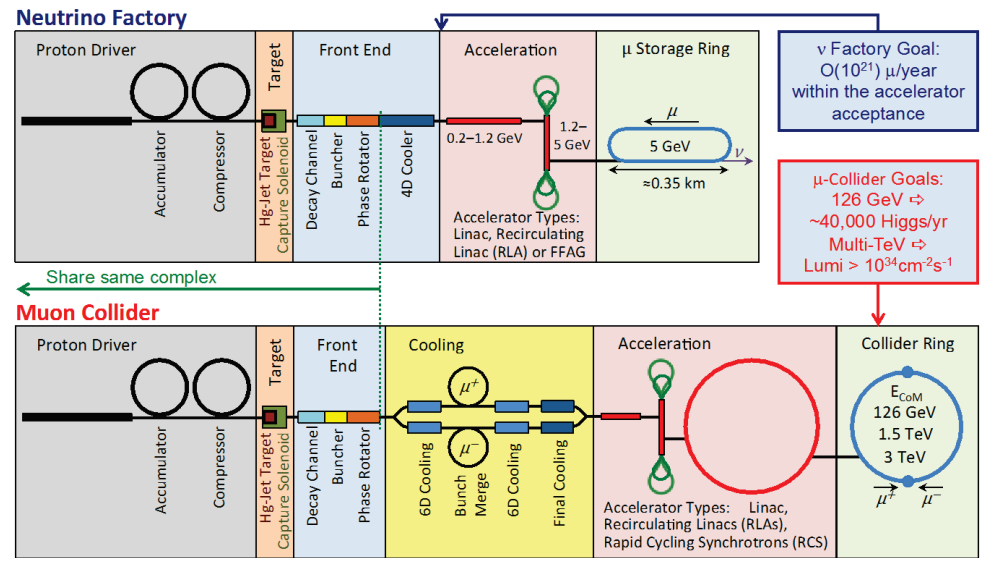 Neutrino Factory
Proton Driver
Accumulator
Compressor
Target
Hg-Jet Target
Capture Solenoid
Front End
Decay Channel
Buncher
Phase Rotator
4D Cooler
Acceleration
0.2–1.2 GeV
1.2–
5 GeV
Accelerator Types:
Linac, Recirculating
Linac (RLA) or FFAG
μ Storage Ring
μ
5 GeV
ν
≈0.35 km
ν Factory Goal:
O(10²¹) μ/year
within the accelerator
acceptance
μ-Collider Goals:
126 GeV ⇨
~40,000 Higgs/yr
Multi-TeV ⇨
Lumi > 10³⁴cm⁻²s⁻¹
Share same complex
Muon Collider
Proton Driver
Accumulator
Compressor
Target
Hg-Jet Target
Capture Solenoid
Front
End
Decay Channel
Buncher
Phase Rotator
Cooling
μ⁺
μ⁻
6D Cooling
Bunch
Merge
6D Cooling
Final Cooling
Acceleration
Accelerator Types: Linac,
Recirculating Linacs (RLAs),
Rapid Cycling Synchrotrons (RCS)
Collider Ring
E_CoM
126 GeV
1.5 TeV
3 TeV
μ⁺ μ⁻